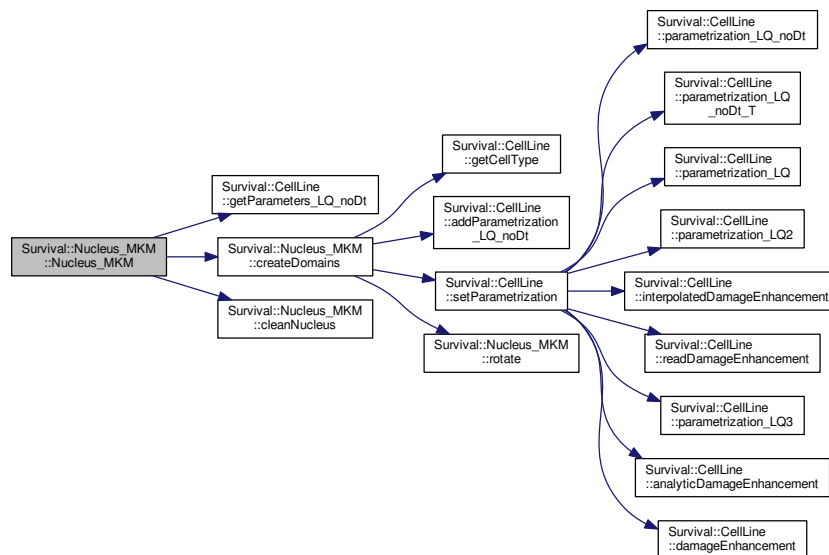 Survival::Nucleus_MKM
::Nucleus_MKM
Survival::CellLine
::getParameters_LQ_noDt
Survival::Nucleus_MKM
::createDomains
Survival::Nucleus_MKM
::cleanNucleus
Survival::CellLine
::getCellType
Survival::CellLine
::addParametrization
_LQ_noDt
Survival::CellLine
::setParametrization
Survival::Nucleus_MKM
::rotate
Survival::CellLine
::parametrization_LQ_noDt
Survival::CellLine
::parametrization_LQ
_noDt_T
Survival::CellLine
::parametrization_LQ
Survival::CellLine
::parametrization_LQ2
Survival::CellLine
::interpolatedDamageEnhancement
Survival::CellLine
::readDamageEnhancement
Survival::CellLine
::parametrization_LQ3
Survival::CellLine
::analyticDamageEnhancement
Survival::CellLine
::damageEnhancement